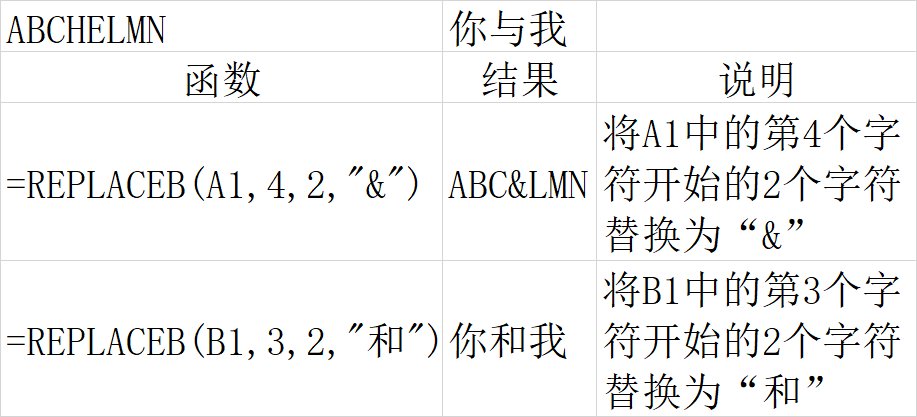 ABCHELMN
你与我
函数
结果
说明
=REPLACEB(A1,4,2,"&")
ABC&LMN
将A1中的第4个字
符开始的2个字符
替换为“&”
=REPLACEB(B1,3,2,"和")
你和我
将B1中的第3个字
符开始的2个字符
替换为“和”